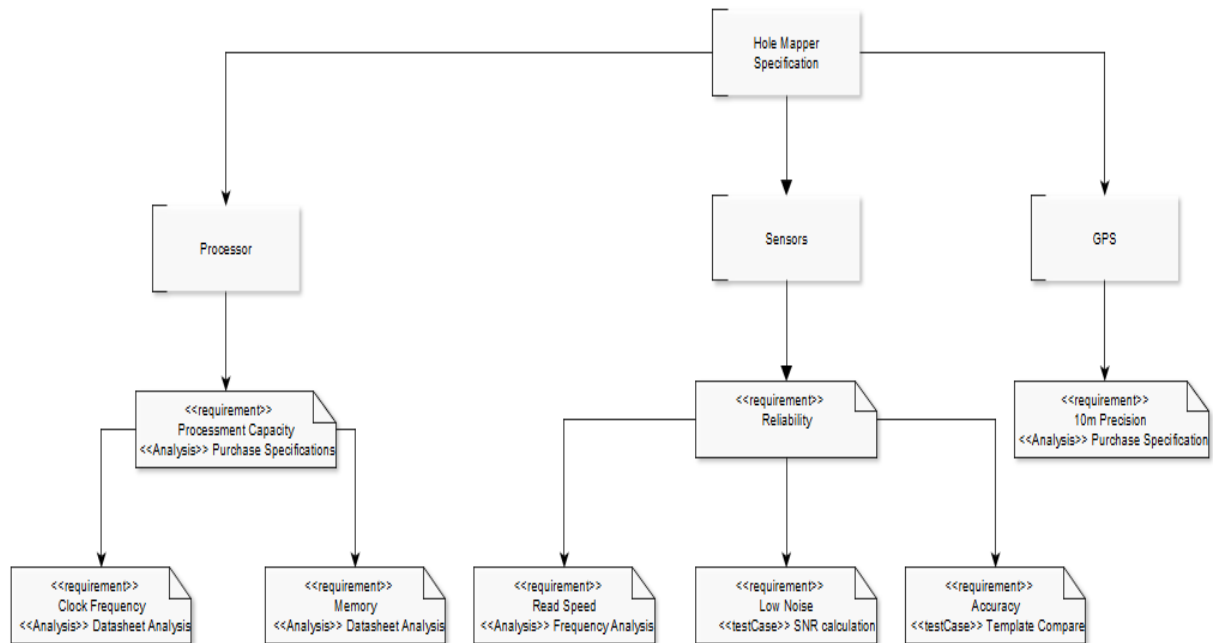 Hole Mapper
Specification
Processor
Sensors
GPS
<<requirement>>
Processment Capacity
<<Analysis>> Purchase Specifications
<<requirement>>
Reliability
<<requirement>>
10m Precision
<<Analysis>> Purchase Specification
<<requirement>>
Clock Frequency
<<Analysis>> Datasheet Analysis
<<requirement>>
Memory
<<Analysis>> Datasheet Analysis
<<requirement>>
Read Speed
<<Analysis>> Frequency Analysis
<<requirement>>
Low Noise
<<testCase>> SNR calculation
<<requirement>>
Accuracy
<<testCase>> Template Compare